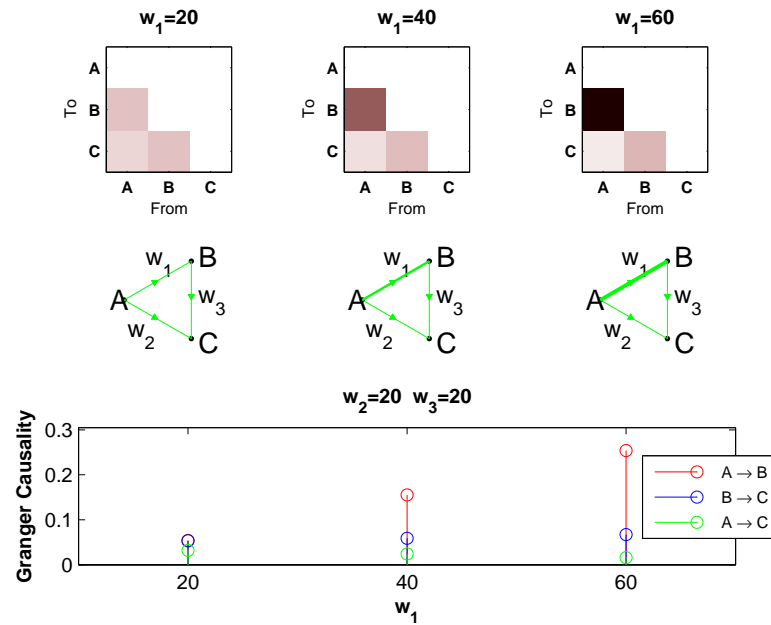 w1=20 w1=40 w1=60
A A A
To B To B To B
C C C
A B C A B C A B C
From From From
B B B
w1 w1 w1
A w3 A w3 A w3
w2 w2 w2
C C C
w2=20 w3=20
Granger Causality
0.3
0.2
0.1
0
A → B
B → C
A → C
20 40 60
w1